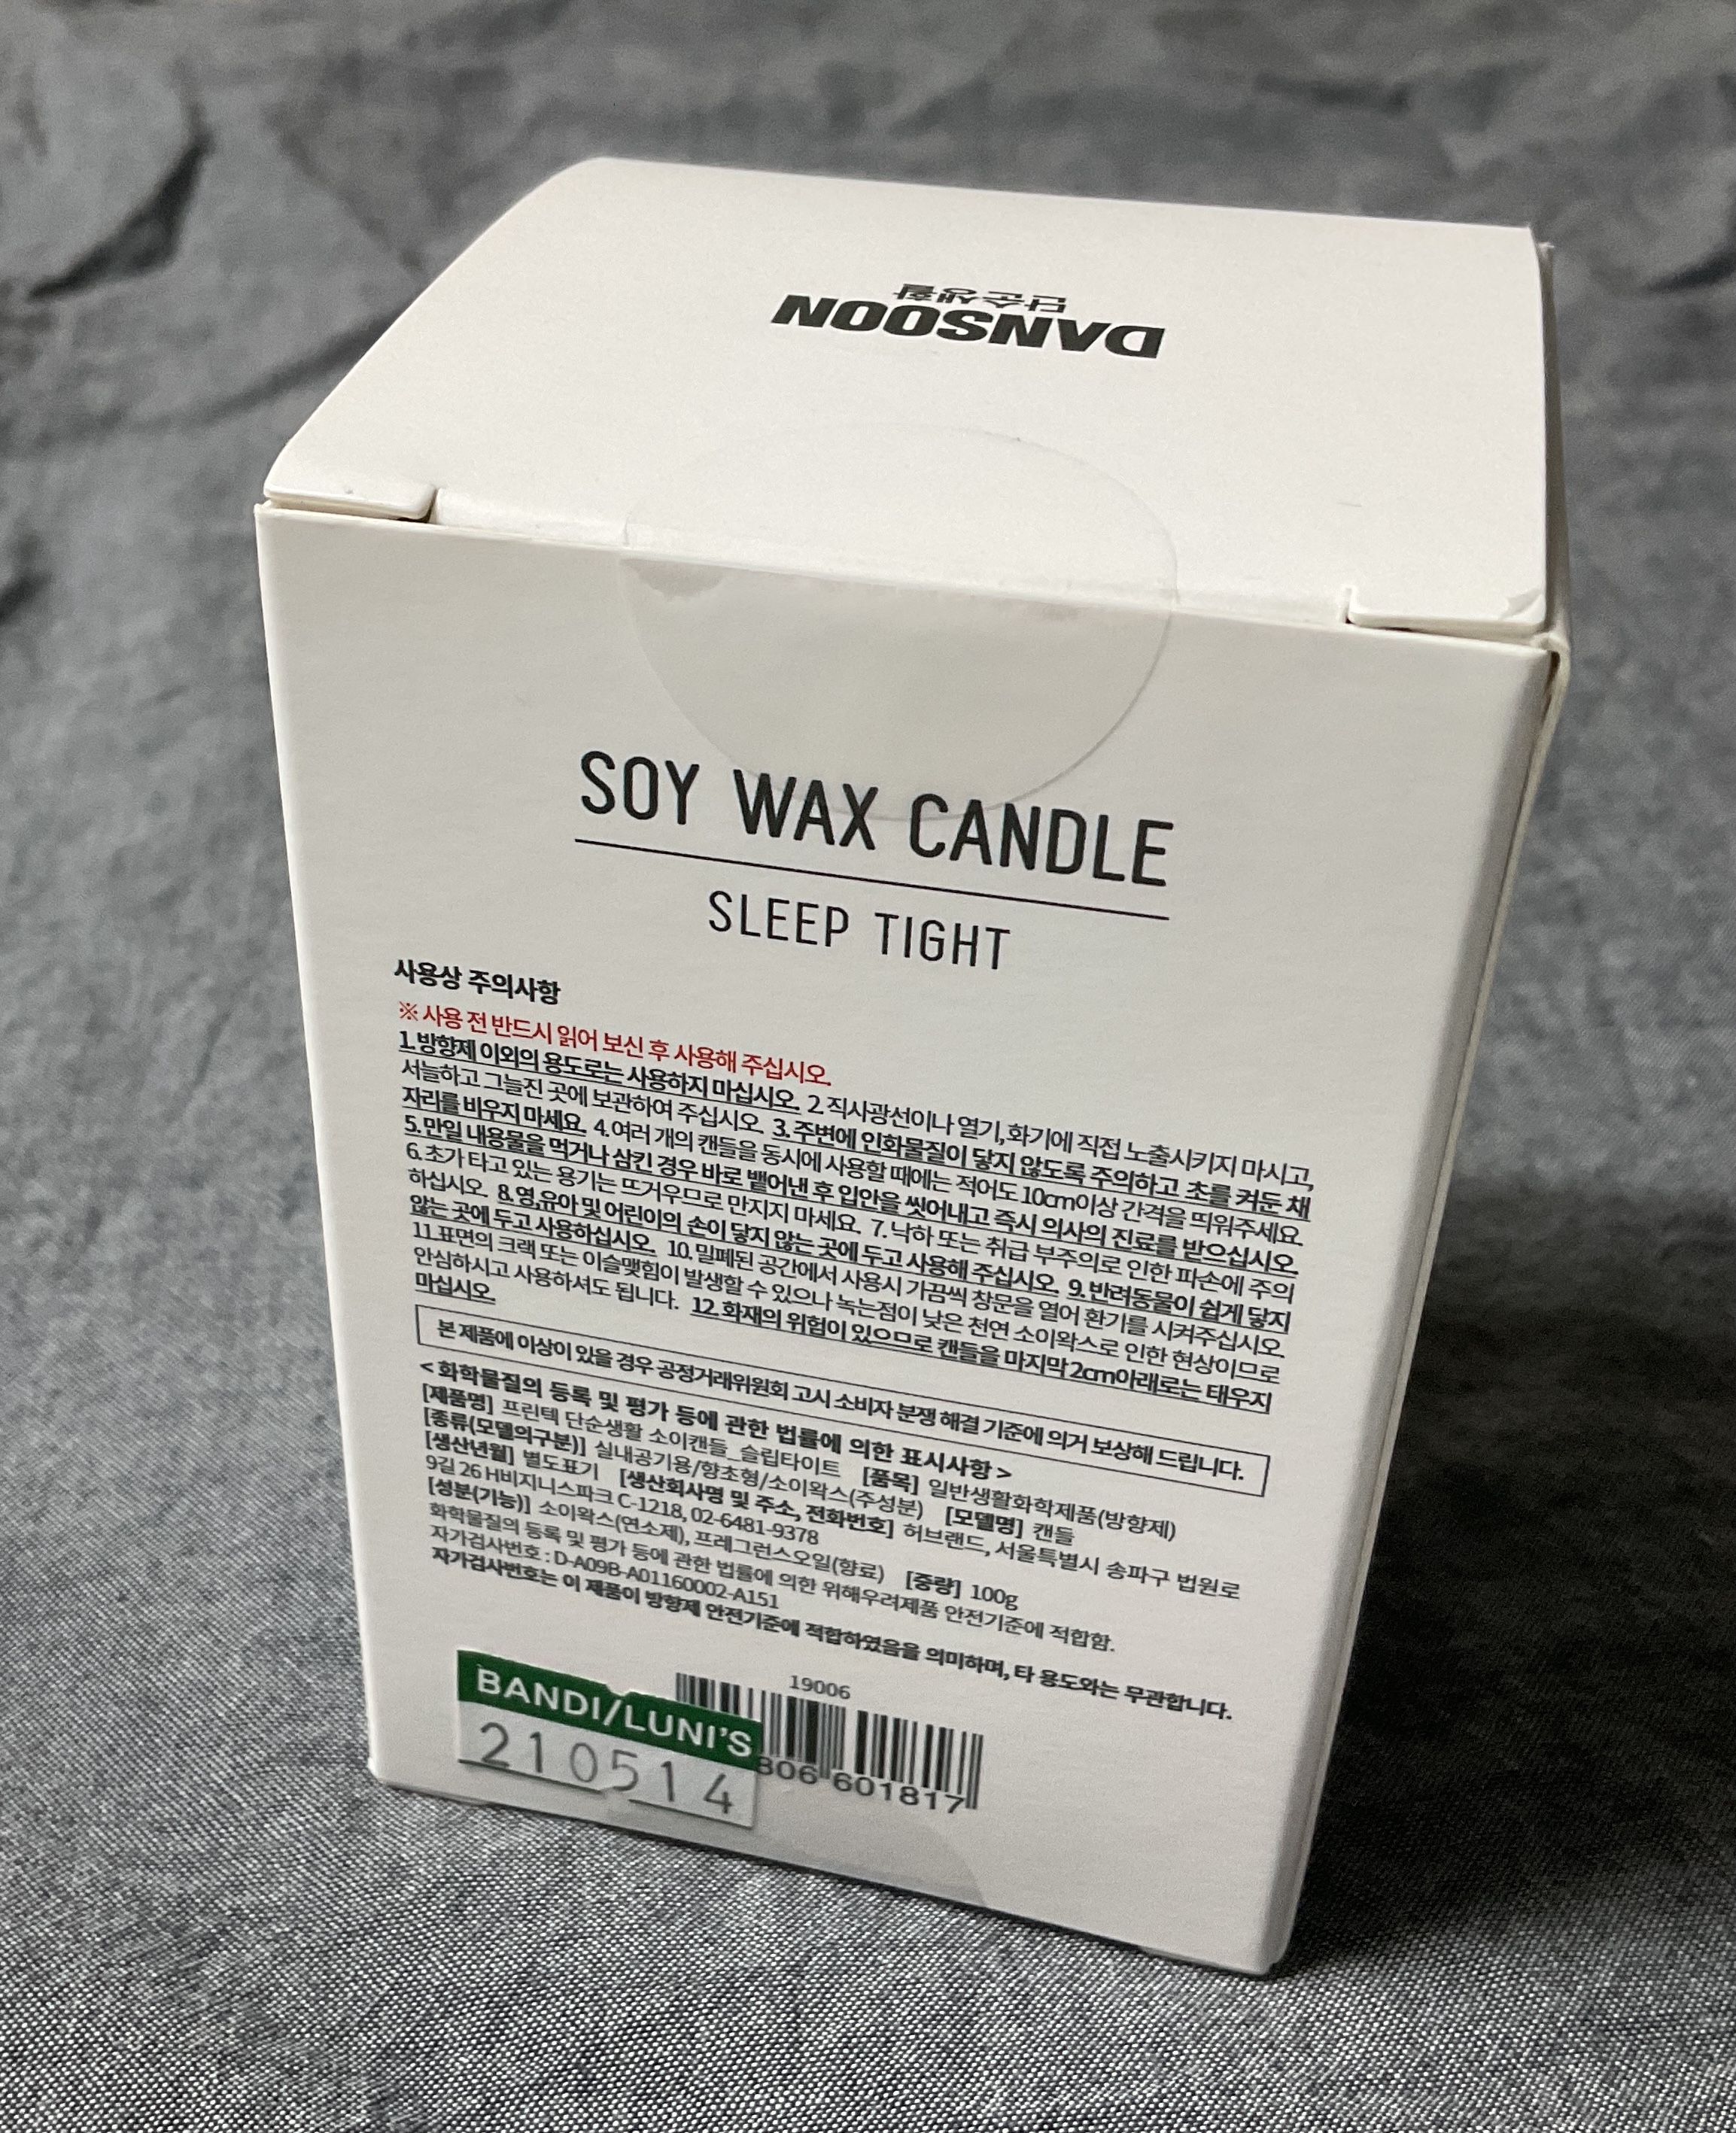 DANSOON
단순생활
SOY WAX CANDLE
SLEEP TIGHT
사용상 주의사항
※ 사용 전 반드시 읽어 보신 후 사용해 주십시오.
1.방향제 이외의 용도로는 사용하지 마십시오. 2.직사광선이나 열기,화기에 직접 노출시키지 마시고,
서늘하고 그늘진 곳에 보관하여 주십시오. 3.주변에 인화물질이 닿지 않도록 주의하고 초를 켜둔 채
자리를 비우지 마세요. 4.여러 개의 캔들을 동시에 사용할 때에는 적어도 10cm이상 간격을 띄워주세요.
5.만일 내용물을 먹거나 삼킨 경우 바로 뱉어낸 후 입안을 씻어내고 즉시 의사의 진료를 받으십시오.
6.초가 타고 있는 용기는 뜨거우므로 만지지 마세요. 7.낙하 또는 취급 부주의로 인한 파손에 주의
하십시오. 8.영,유아 및 어린이의 손이 닿지 않는 곳에 두고 사용해 주십시오. 9.반려동물이 쉽게 닿지
않는 곳에 두고 사용하십시오. 10.밀폐된 공간에서 사용시 가끔씩 창문을 열어 환기를 시켜주십시오.
11.표면의 크랙 또는 이슬맺힘이 발생할 수 있으나 녹는점이 낮은 천연 소이왁스로 인한 현상이므로
안심하시고 사용하셔도 됩니다. 12.화재의 위험이 있으므로 캔들을 마지막 2cm아래로는 태우지
마십시오.
본 제품에 이상이 있을 경우 공정거래위원회 고시 소비자 분쟁 해결 기준에 의거 보상해 드립니다.
< 화학물질의 등록 및 평가 등에 관한 법률에 의한 표시사항 >
[제품명] 프린텍 단순생활 소이캔들_슬립타이트 [품목] 일반생활화학제품(방향제)
[종류(모델의구분)] 실내공기용/향초형/소이왁스(주성분) [모델명] 캔들
[생산년월] 별도표기 [생산회사명 및 주소, 전화번호] 허브랜드, 서울특별시 송파구 법원로
9길 26 H비지니스파크 C-1218, 02-6481-9378
[성분(기능)] 소이왁스(연소제), 프레그런스오일(향료) [중량] 100g
화학물질의 등록 및 평가 등에 관한 법률에 의한 위해우려제품 안전기준에 적합함.
자가검사번호 : D-A09B-A01160002-A151
자가검사번호는 이 제품이 방향제 안전기준에 적합하였음을 의미하며, 타 용도와는 무관합니다.
19006
BANDI/LUNI'S
210514
806 601817